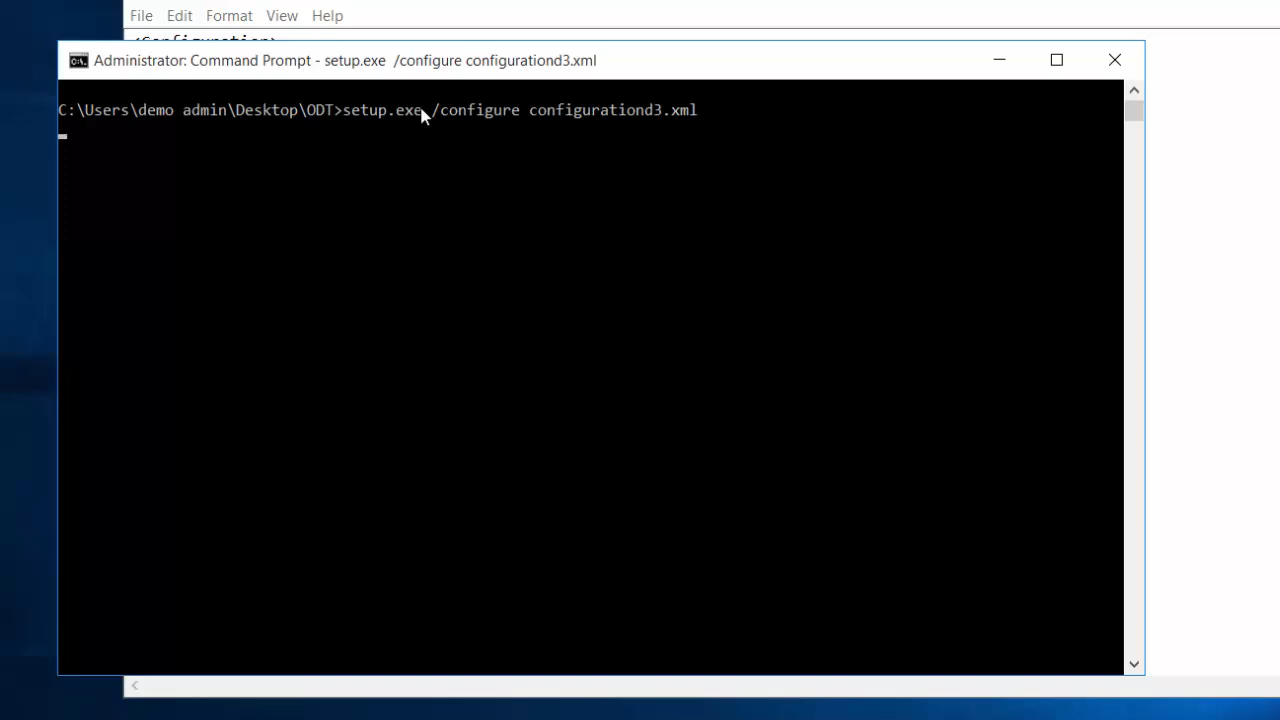 File Edit Format View Help
<Configuration>
Administrator: Command Prompt - setup.exe  /configure configurationd3.xml
C:\Users\demo admin\Desktop\ODT>setup.exe /configure configurationd3.xml